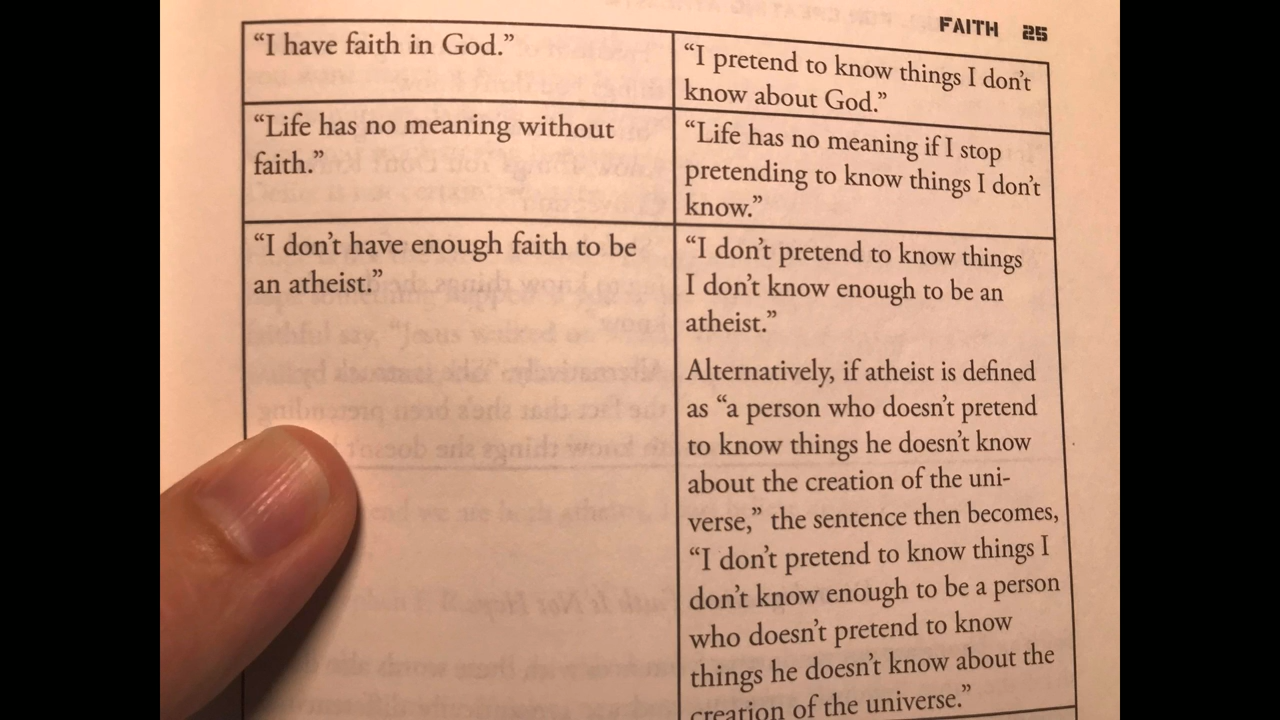 FAITH 25
“I have faith in God.”
“I pretend to know things I don’t
know about God.”
“Life has no meaning without
faith.”
“Life has no meaning if I stop
pretending to know things I don’t
know.”
“I don’t have enough faith to be
an atheist.”
“I don’t pretend to know things
I don’t know enough to be an
atheist.”
Alternatively, if atheist is defined
as “a person who doesn’t pretend
to know things he doesn’t know
about the creation of the uni-
verse,” the sentence then becomes,
“I don’t pretend to know things I
don’t know enough to be a person
who doesn’t pretend to know
things he doesn’t know about the
creation of the universe.”